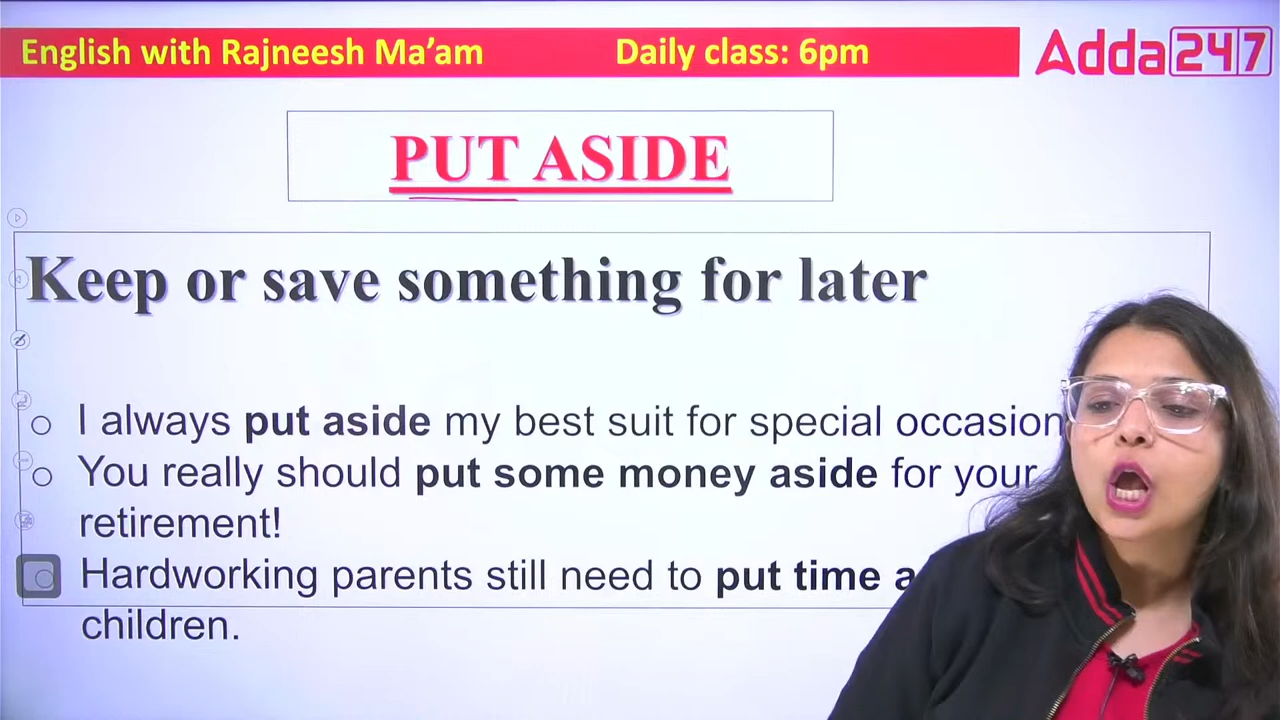 English with Rajneesh Ma’am Daily class: 6pm
Adda247
PUT ASIDE
Keep or save something for later
I always put aside my best suit for special occasion
You really should put some money aside for your
retirement!
Hardworking parents still need to put time
children.